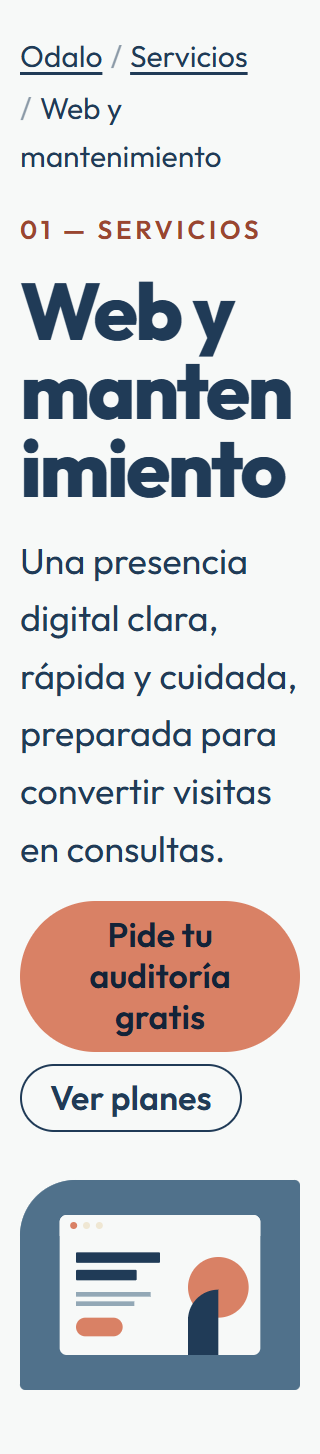 Odalo / Servicios
/ Web y
mantenimiento
01 — SERVICIOS
Web y
manten
imiento
Una presencia
digital clara,
rápida y cuidada,
preparada para
convertir visitas
en consultas.
Pide tu
auditoría
gratis
Ver planes